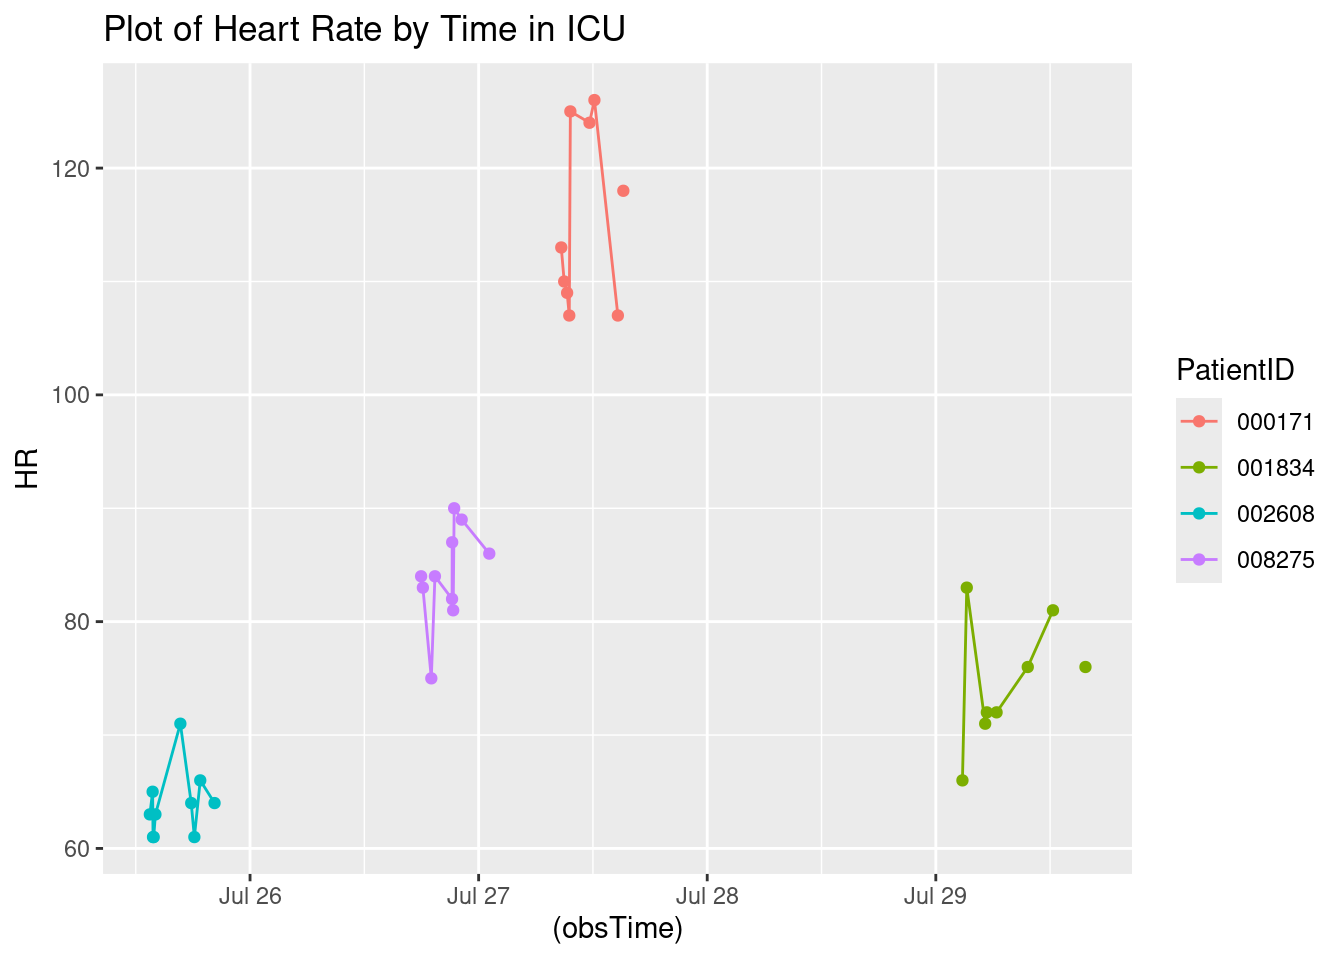 Plot of Heart Rate by Time in ICU
120
100
80
60
HR
Jul 26 Jul 27 Jul 28 Jul 29
(obsTime)
PatientID
000171
001834
002608
008275